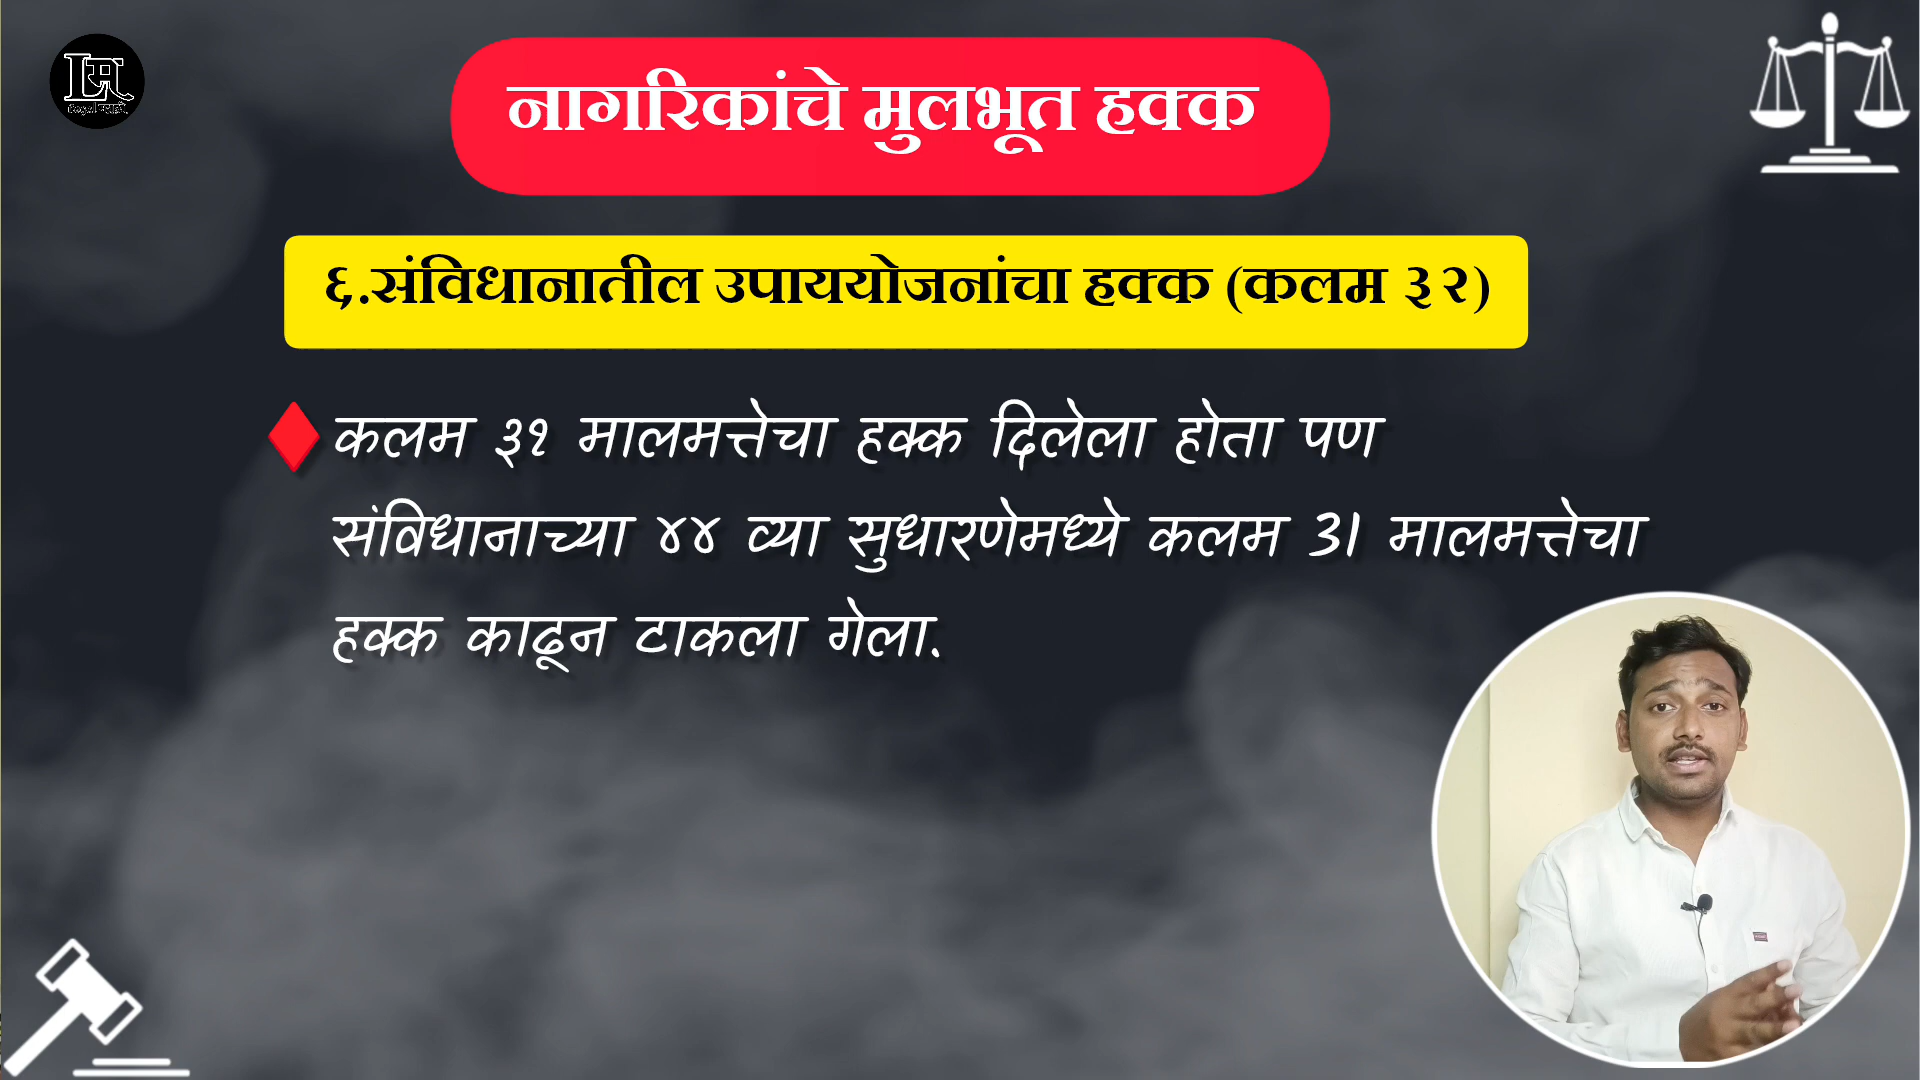 नागरिकांचे मुलभूत हक्क
६.संविधानातील उपाययोजनांचा हक्क (कलम ३२)
कलम ३१ मालमत्तेचा हक्क दिलेला होता पण
संविधानाच्या ४४ व्या सुधारणेमध्ये कलम 31 मालमत्तेचा
हक्क काढून टाकला गेला.